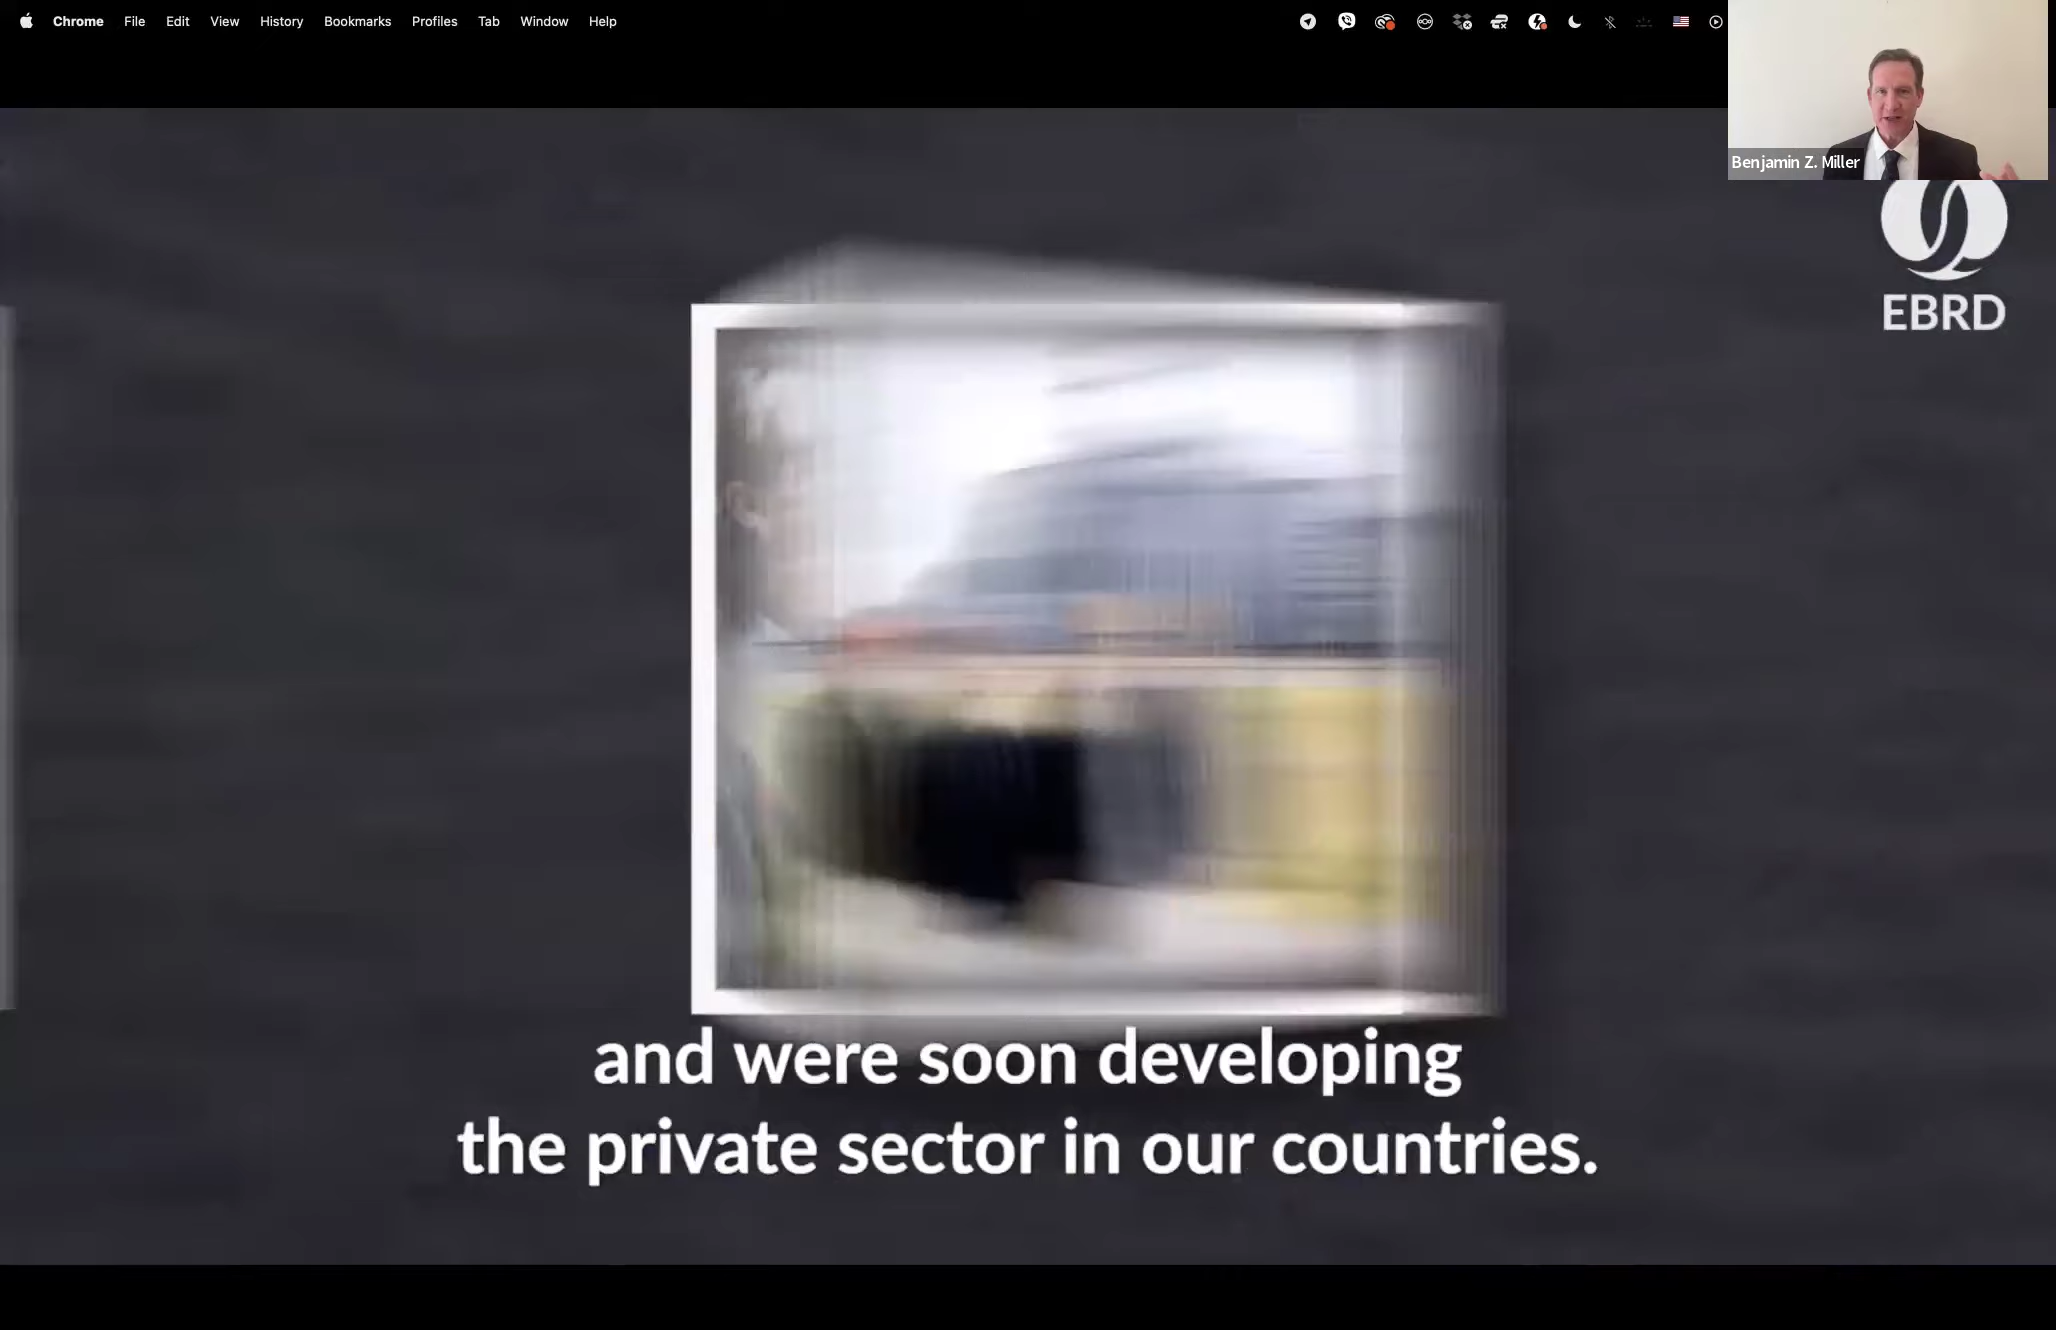 Chrome File Edit View History Bookmarks Profiles Tab Window Help
Benjamin Z. Miller
EBRD
and were soon developing
the private sector in our countries.